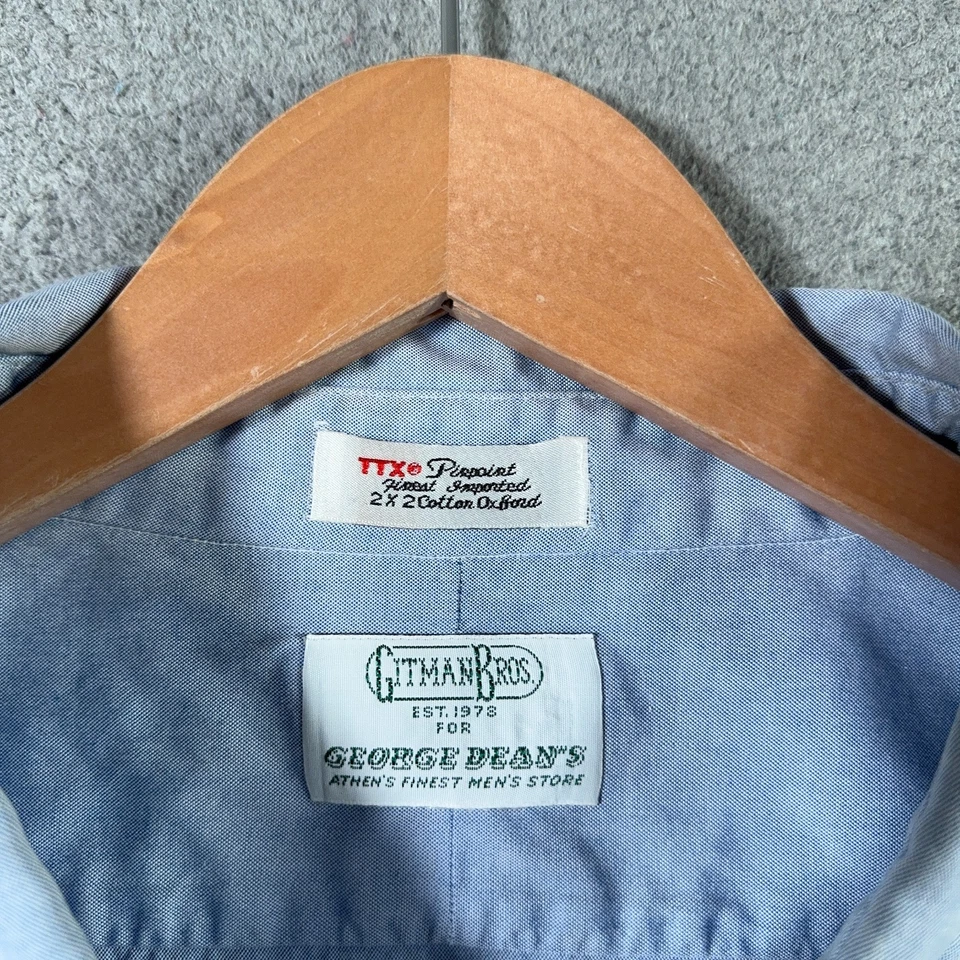 TTX® Pinpoint
Finest Imported
2 X 2 Cotton Oxford
GITMAN BROS.
EST. 1978
FOR
GEORGE DEAN'S
ATHEN'S FINEST MEN'S STORE